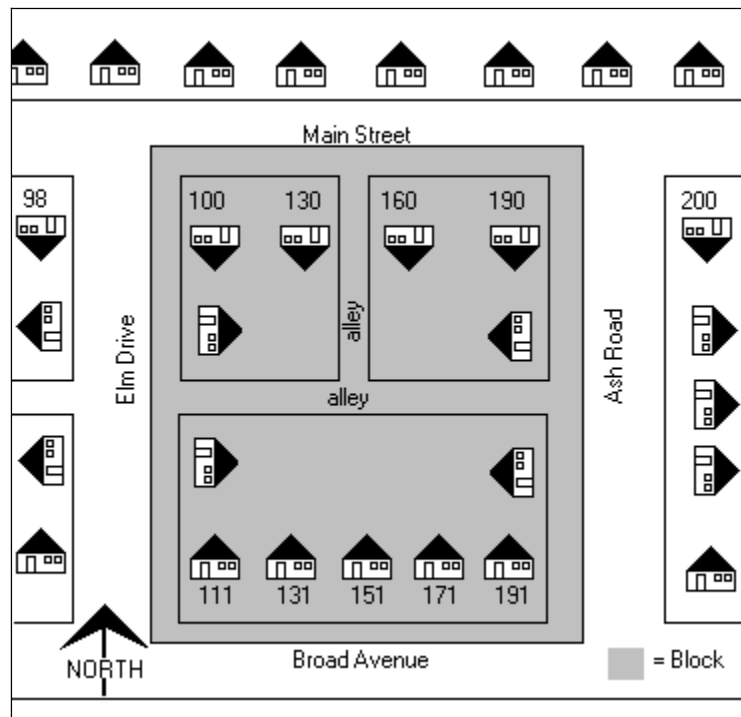 Main Street
98
100 130 160 190
200
Elm Drive
alley
Ash Road
alley
111 131 151 171 191
NORTH
Broad Avenue
= Block